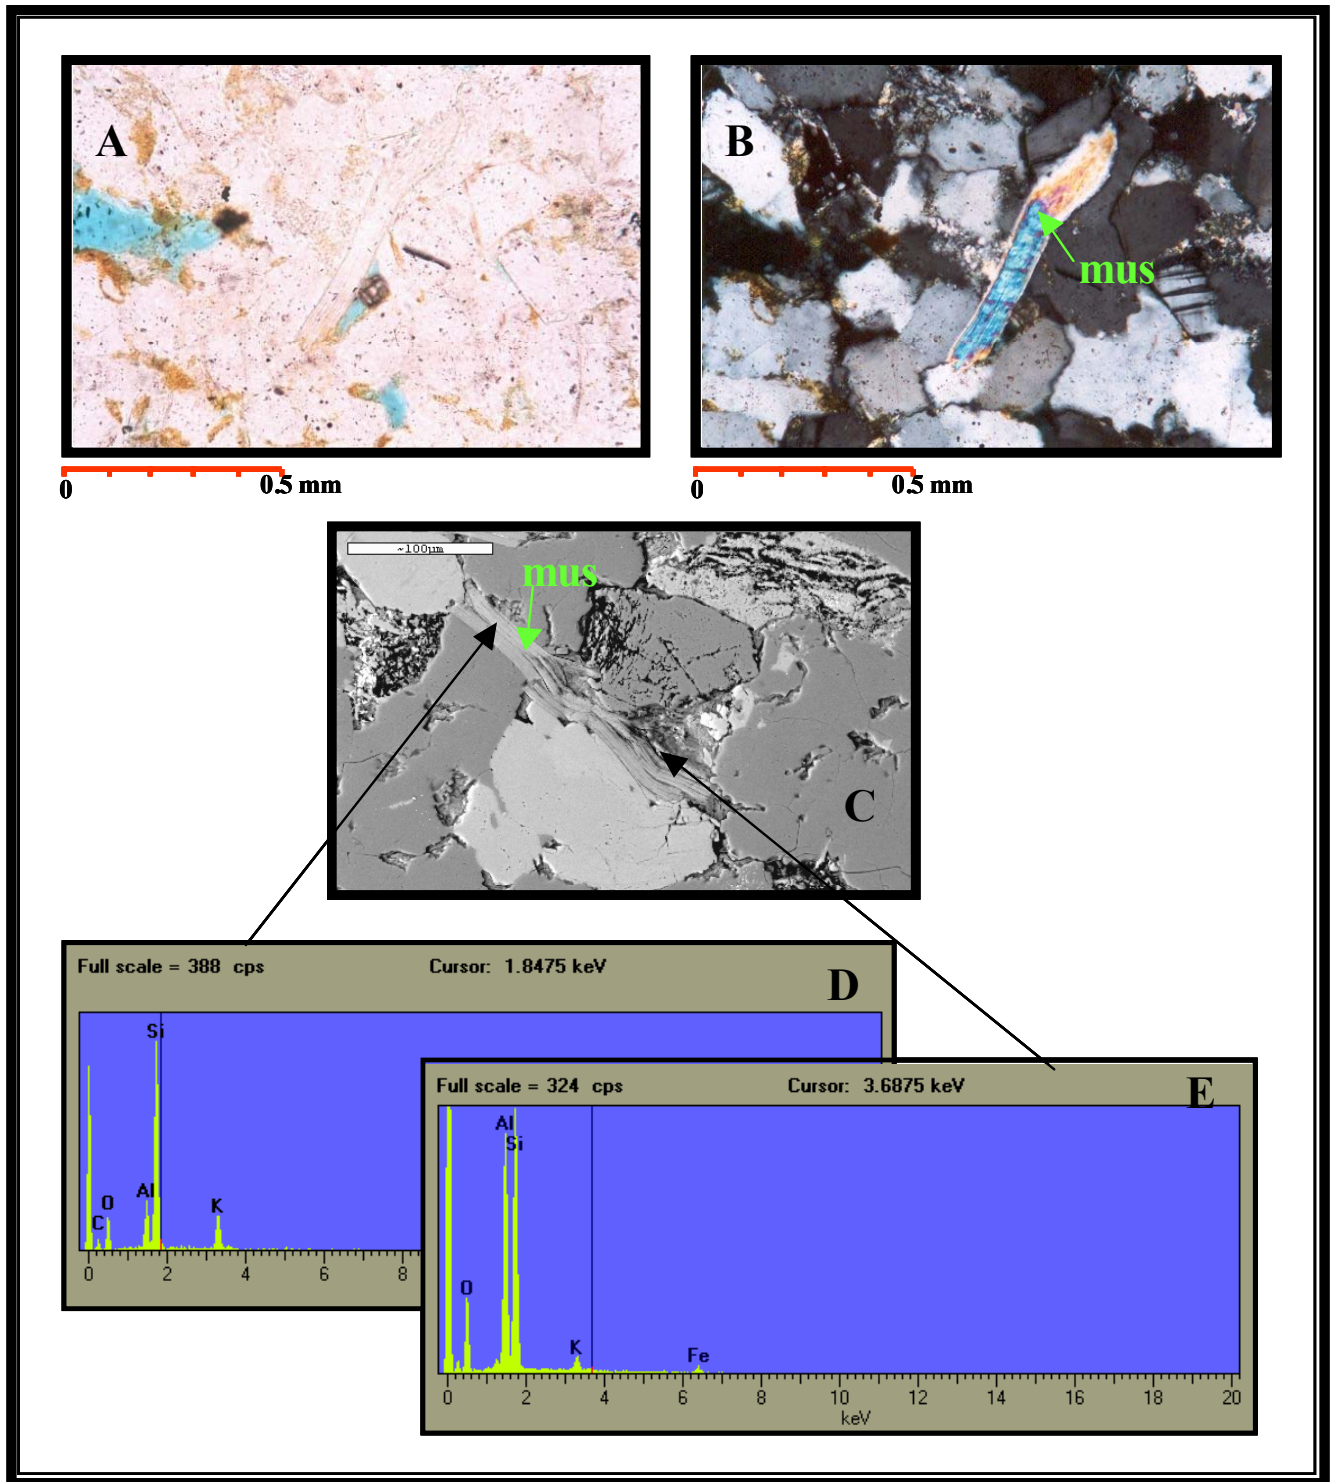 A
B
mus
0 0.5 mm
0 0.5 mm
~100µm
mus
C
Full scale = 388 cps Cursor: 1.8475 keV
D
Si
Al
O
K
C
0 2 4 6 8
Full scale = 324 cps Cursor: 3.6875 keV
E
Al
Si
O
K
Fe
0 2 4 6 8 10 12 14 16 18 20
keV